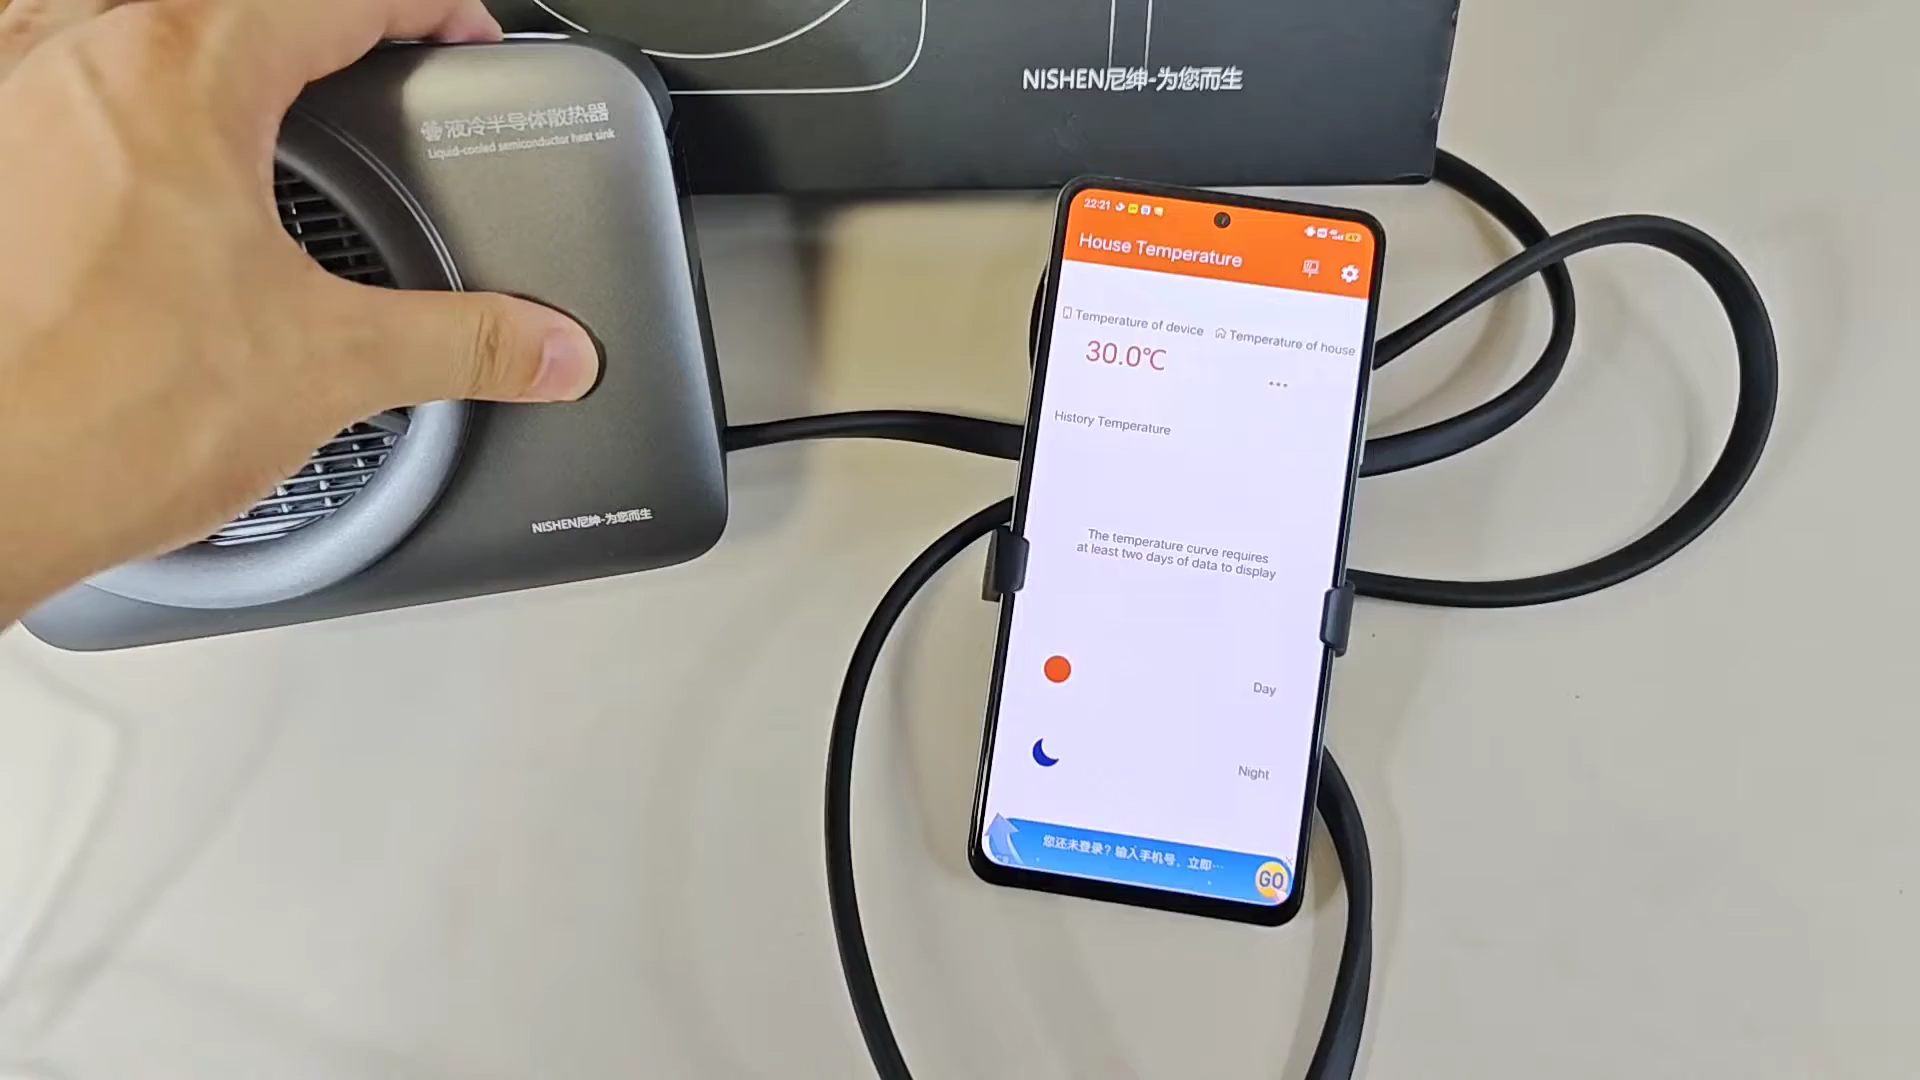 NISHEN尼绅-为您而生
液冷半导体散热器
Liquid-cooled semiconductor heat sink
NISHEN尼绅-为您而生
22:21
House Temperature
Temperature of device
Temperature of house
30.0℃
...
History Temperature
The temperature curve requires
at least two days of data to display
Day
Night
您还未登录？输入手机号，立即…
GO